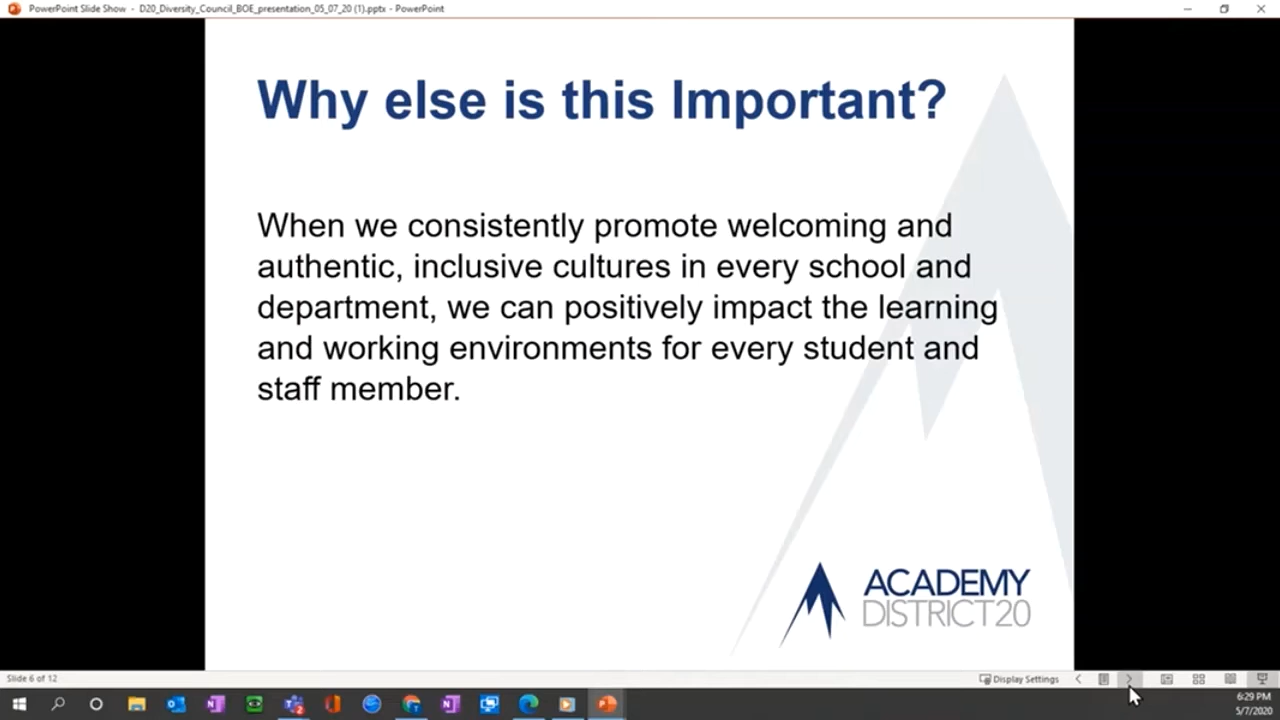 PowerPoint Slide Show - D20_Diversity_Council_BOE_presentation_05_07_20 (1).pptx - PowerPoint
Why else is this Important?
When we consistently promote welcoming and
authentic, inclusive cultures in every school and
department, we can positively impact the learning
and working environments for every student and
staff member.
ACADEMY
DISTRICT 20
Slide 6 of 12
Display Settings
6:29 PM
5/7/2020